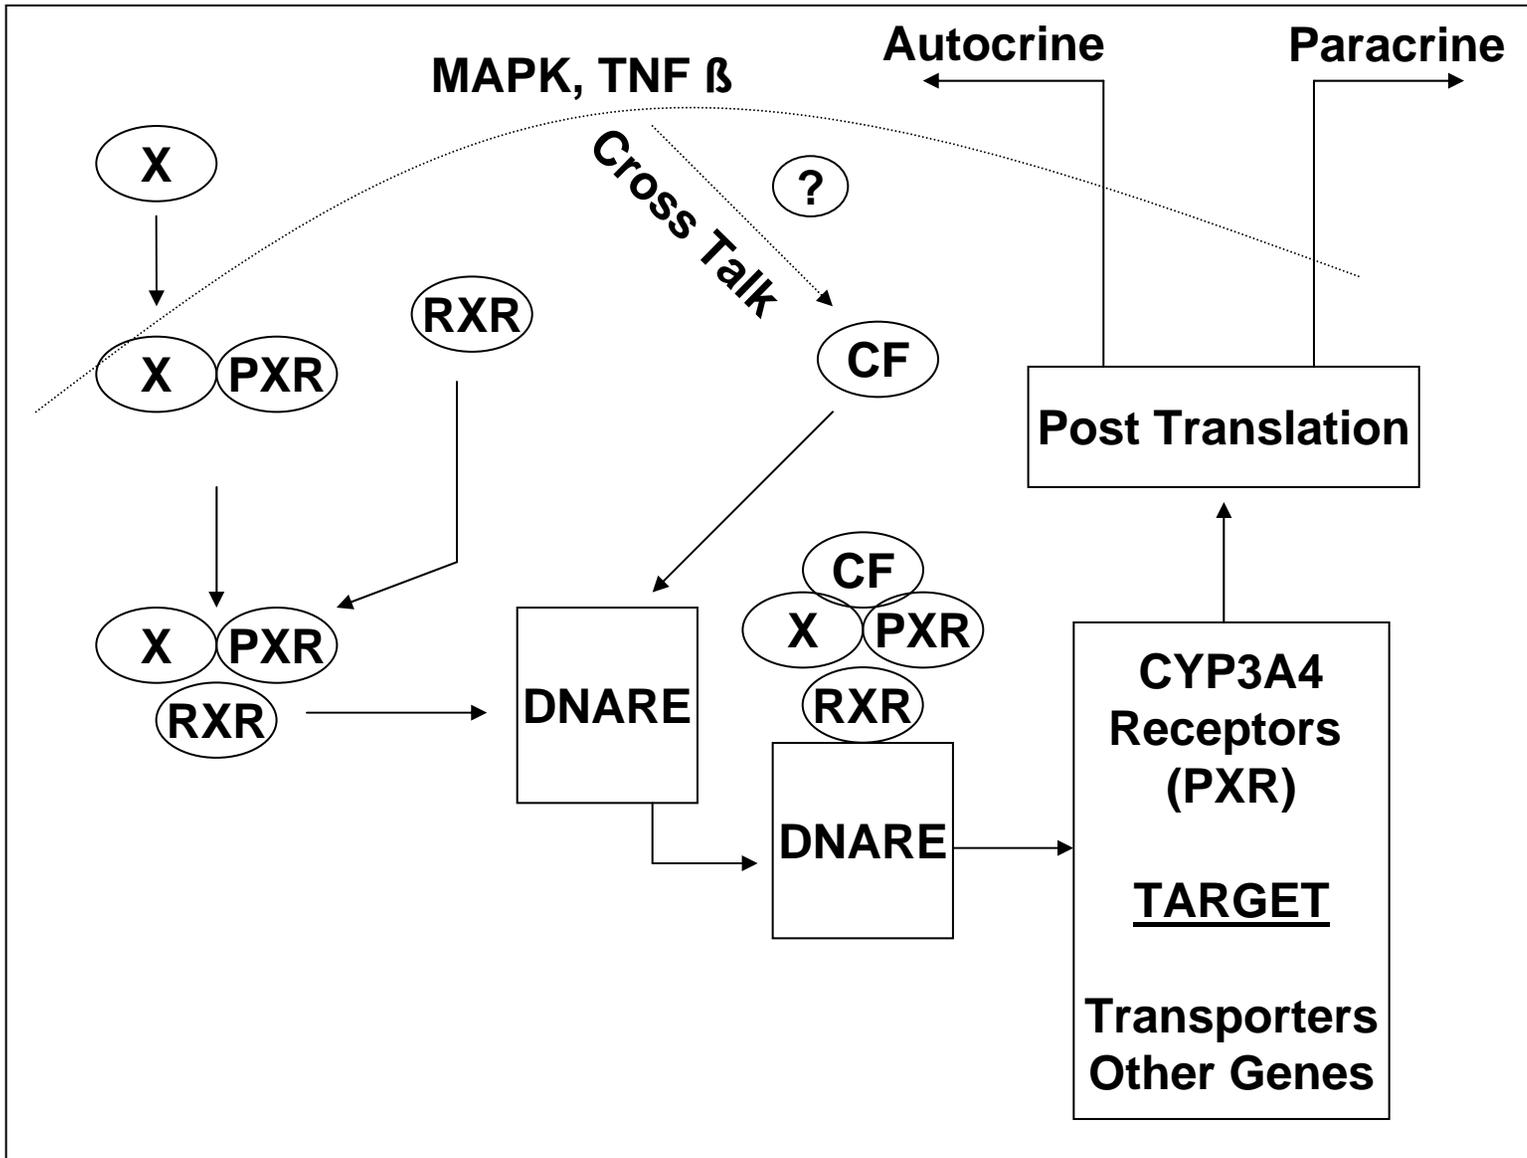 Autocrine
Paracrine
MAPK, TNF ß
X
Cross Talk
?
RXR
X
PXR
CF
Post Translation
CF
X
PXR
X
PXR
RXR
DNARE
RXR
DNARE
CYP3A4
Receptors
(PXR)
TARGET
Transporters
Other Genes